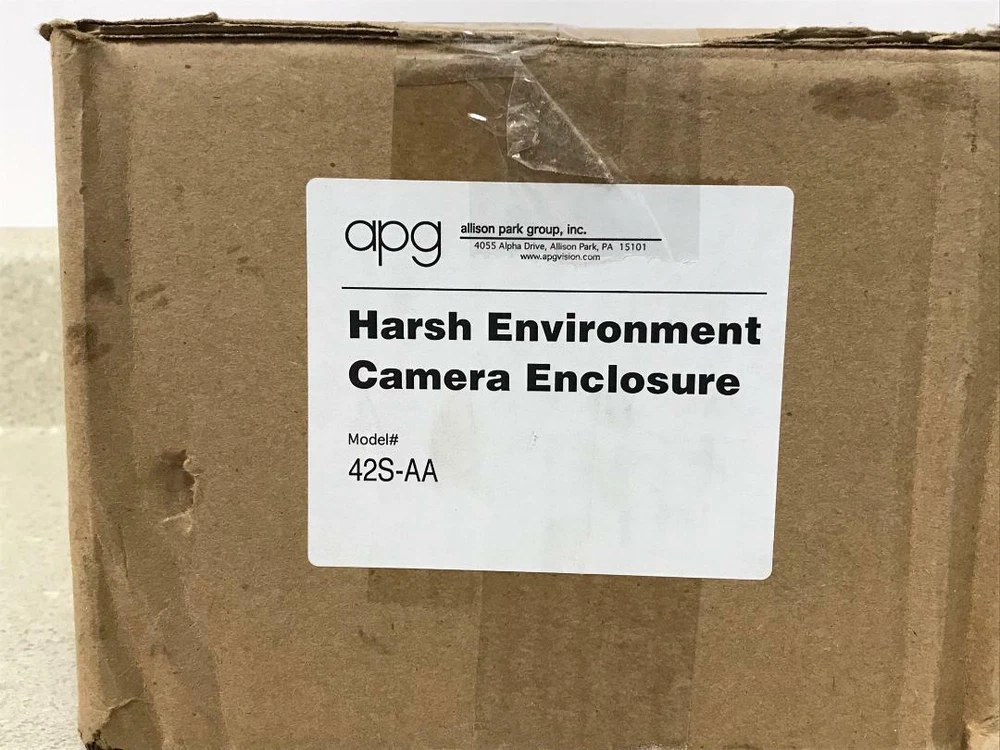 apg
allison park group, inc.
4055 Alpha Drive, Allison Park, PA 15101
www.apgvision.com
Harsh Environment
Camera Enclosure
Model#
42S-AA